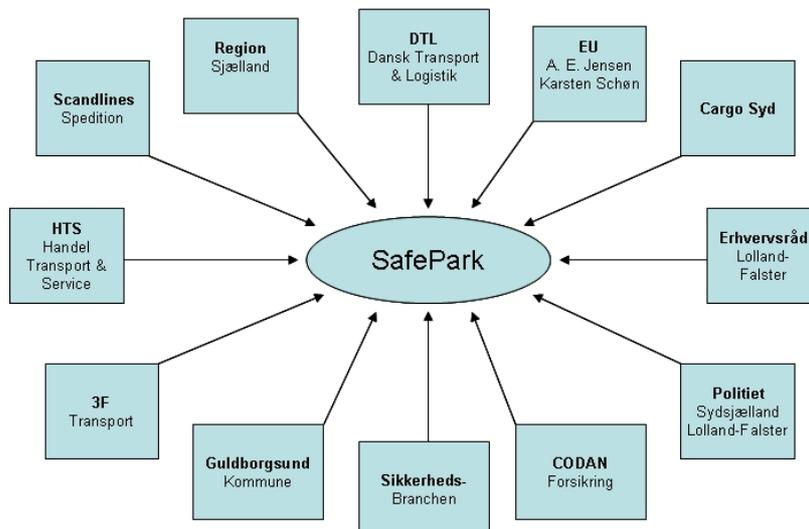 Region
Sjælland
DTL
Dansk Transport
& Logistik
EU
A. E. Jensen
Karsten Schøn
Scandlines
Spedition
Cargo Syd
HTS
Handel
Transport &
Service
SafePark
Erhvervsråd
Lolland-
Falster
3F
Transport
Politiet
Sydsjælland
Lolland-Falster
Guldborgsund
Kommune
Sikkerheds-
Branchen
CODAN
Forsikring